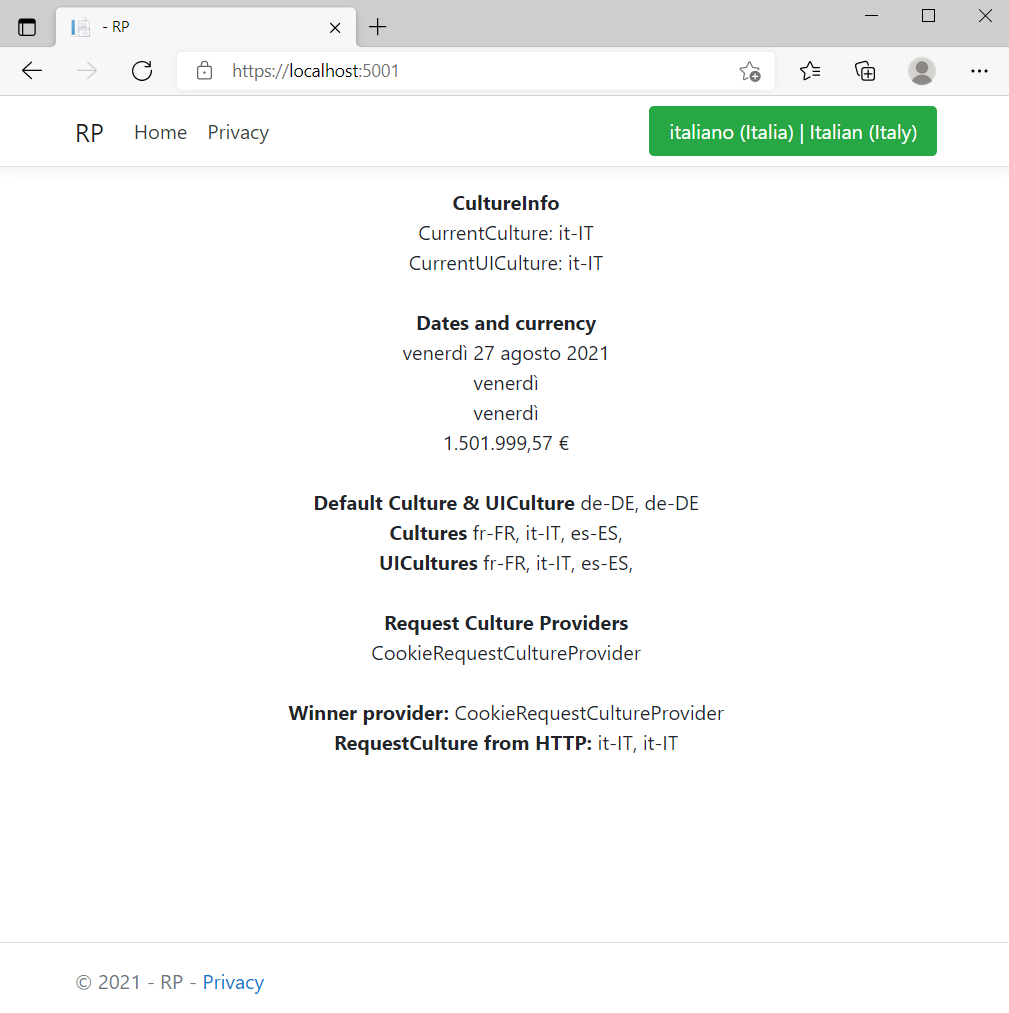 - RP
https://localhost:5001
RP Home Privacy italiano (Italia) | Italian (Italy)
CultureInfo
CurrentCulture: it-IT
CurrentUICulture: it-IT
Dates and currency
venerdì 27 agosto 2021
venerdì
venerdì
1.501.999,57 €
Default Culture & UICulture de-DE, de-DE
Cultures fr-FR, it-IT, es-ES,
UICultures fr-FR, it-IT, es-ES,
Request Culture Providers
CookieRequestCultureProvider
Winner provider: CookieRequestCultureProvider
RequestCulture from HTTP: it-IT, it-IT
© 2021 - RP - Privacy